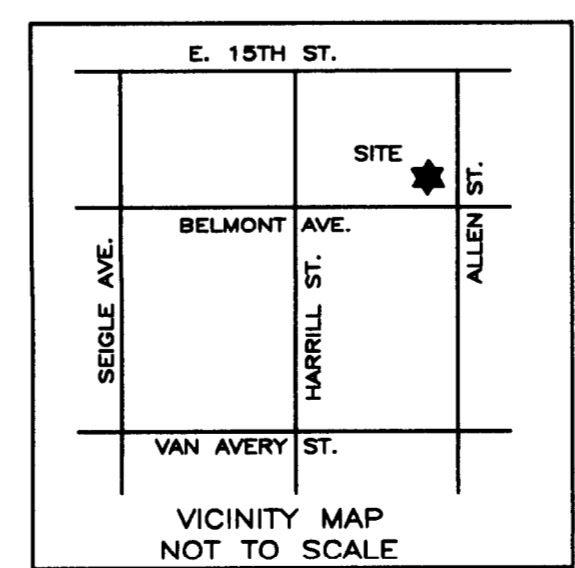 E. 15TH ST.
SITE
BELMONT AVE.
ALLEN ST.
SEIGLE AVE.
HARRILL ST.
VAN AVERY ST.
VICINITY MAP
NOT TO SCALE